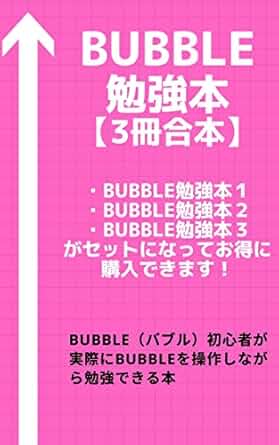 BUBBLE
勉強本
【3冊合本】
・BUBBLE勉強本１
・BUBBLE勉強本２
・BUBBLE勉強本３
がセットになってお得に
購入できます！
BUBBLE（バブル）初心者が
実際にBUBBLEを操作しなが
ら勉強できる本